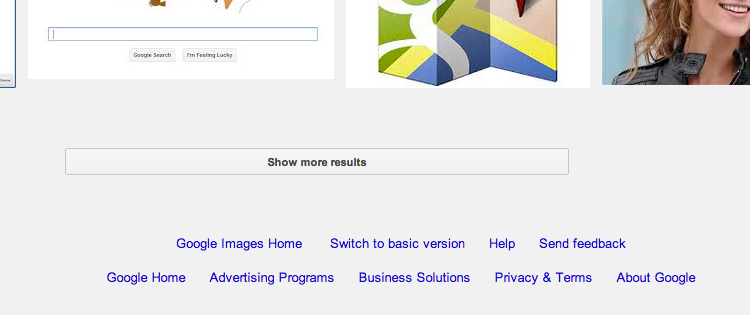 Google Search I'm Feeling Lucky
Show more results
Google Images Home Switch to basic version Help Send feedback
Google Home Advertising Programs Business Solutions Privacy & Terms About Google